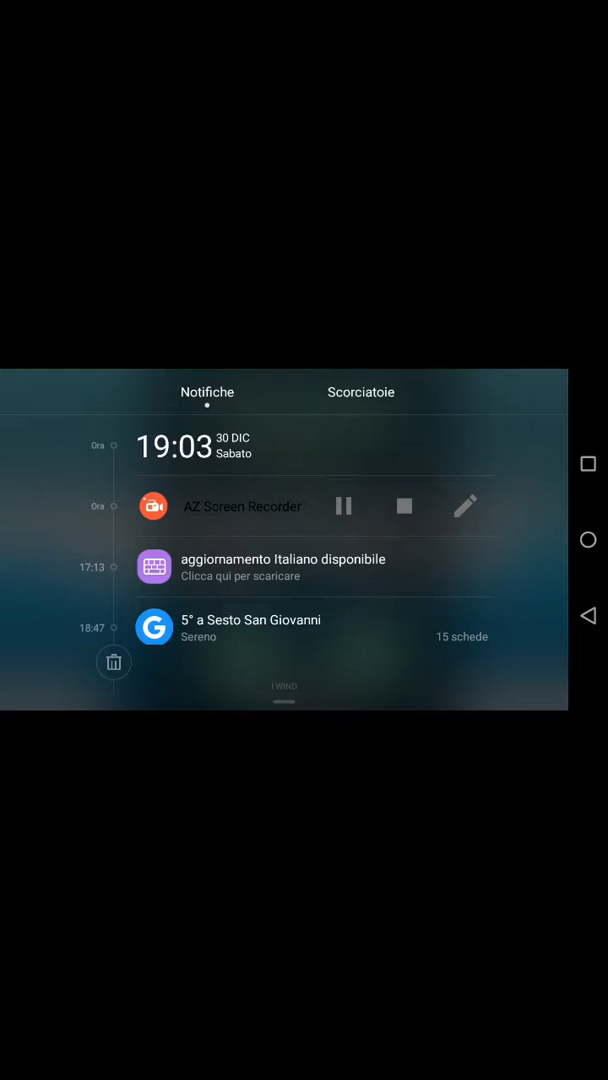 Notifiche
Scorciatoie
Ora
19:03
30 DIC
Sabato
Ora
AZ Screen Recorder
17:13
aggiornamento Italiano disponibile
Clicca qui per scaricare
18:47
5° a Sesto San Giovanni
Sereno
15 schede
I WIND